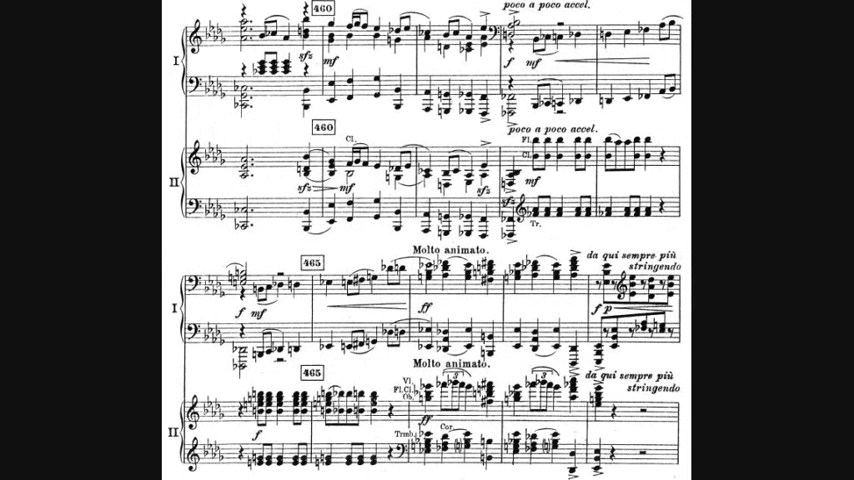 460
poco a poco accel.
I
sfz
mf
f
mf
460
Cl.
poco a poco accel.
Fl.
Cl.
II
sfz
mf
sfz
mf
Tr.
465
Molto animato.
da qui sempre più
stringendo
I
f
mf
ff
f
p
465
Molto animato.
da qui sempre più
stringendo
Vl.
Fl.Cl.
Ob.
3
3
II
f
ff
Trmb.
Cor.